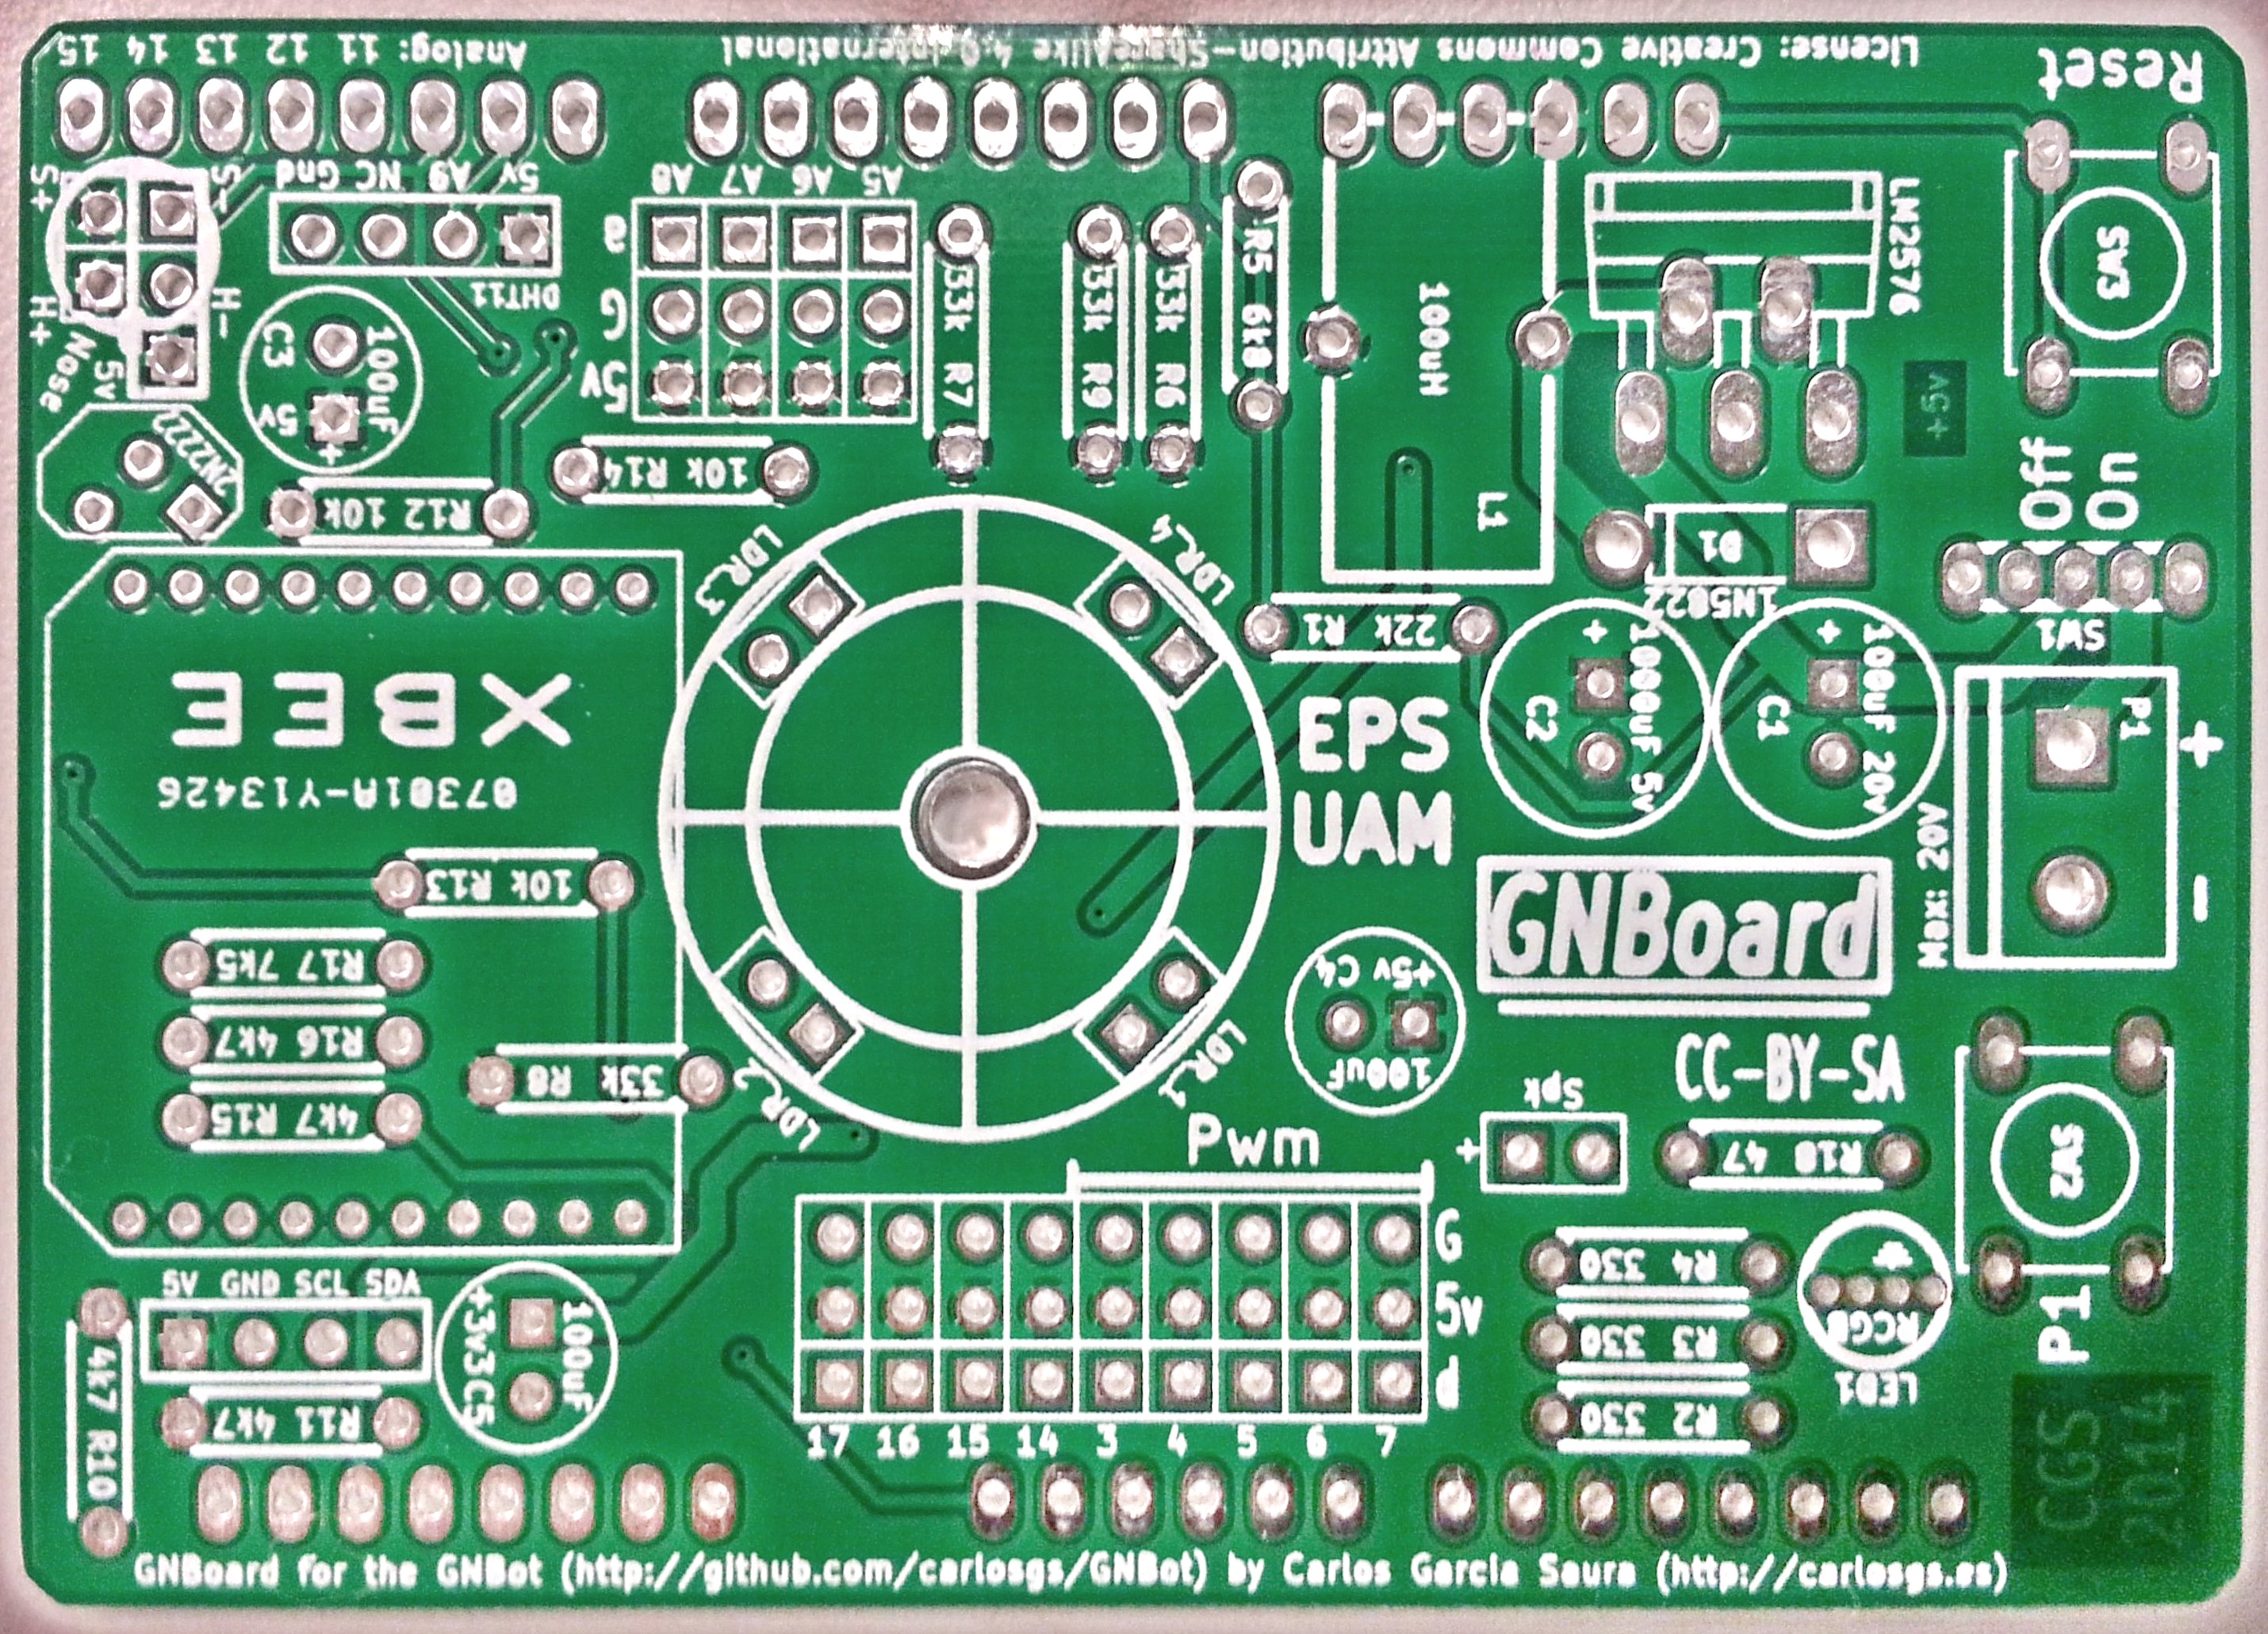 Analog: 11 12 13 14 15
License: Creative Commons Attribution-ShareAlike 4.0 International
Reset
S+
S-
Gnd NC A9 5v
A8 A7 A6 A5
LM2576
SW3
a
G
5v
DHT11
H+
H-
Nose
5v
C3
100uF
5v
+
33k R7
33k R9
33k R6
R5 6k8
100uH
L1
+5v
2N2222
R12 10k
10k R14
Off
On
D1
1N5822
SW1
LDR_3
LDR_4
22k R1
XBEE
07301A-Y13426
EPS
UAM
+
1000uF 5v
C2
+
100uF 20v
C1
P1
+
-
Max: 20V
10k R13
GNBoard
R17 7k5
R16 4k7
4k7 R15
33k R8
LDR_2
LDR_1
+5v C4
100uF
CC-BY-SA
Spk
+
R18 47
SW2
Pwm
G
5v
d
17 16 15 14 3 4 5 6 7
R4 330
R3 330
R2 330
RCGB
LED1
P1
5V GND SCL SDA
+3v3 C5
100uF
4k7 R10
R11 4k7
CGS
2014
GNBoard for the GNBot (http://github.com/carlosgs/GNBot) by Carlos Garcia Saura (http://carlosgs.es)